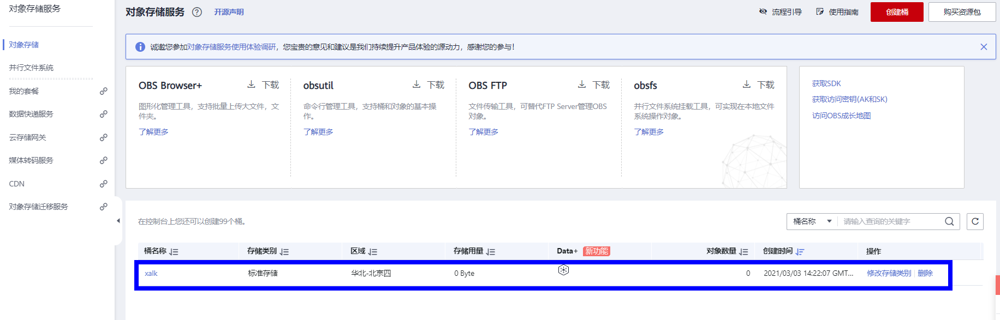 对象存储服务
对象存储
并行文件系统
我的套餐
数据快递服务
云存储网关
媒体转码服务
CDN
对象存储迁移服务
对象存储服务 ? 开源声明 流程引导 使用指南 创建桶 购买资源包
诚邀您参加对象存储服务使用体验调研，您宝贵的意见和建议是我们持续提升产品体验的源动力，感谢您的参与！
OBS Browser+ 下载
图形化管理工具，支持批量上传大文件，文
件夹。
了解更多
obsutil 下载
命令行管理工具，支持桶和对象的基本操
作。
了解更多
OBS FTP 下载
文件传输工具，可替代FTP Server管理OBS
对象。
了解更多
obsfs 下载
并行文件系统挂载工具，可实现在本地文件
系统操作对象。
了解更多
获取SDK
获取访问密钥(AK和SK)
访问OBS成长地图
在控制台上您还可以创建99个桶。 桶名称 请输入查询的关键字
桶名称 存储类别 区域 存储用量 Data+ 新功能 对象数量 创建时间 操作
xalk 标准存储 华北-北京四 0 Byte 0 2021/03/03 14:22:07 GMT... 修改存储类别 | 删除